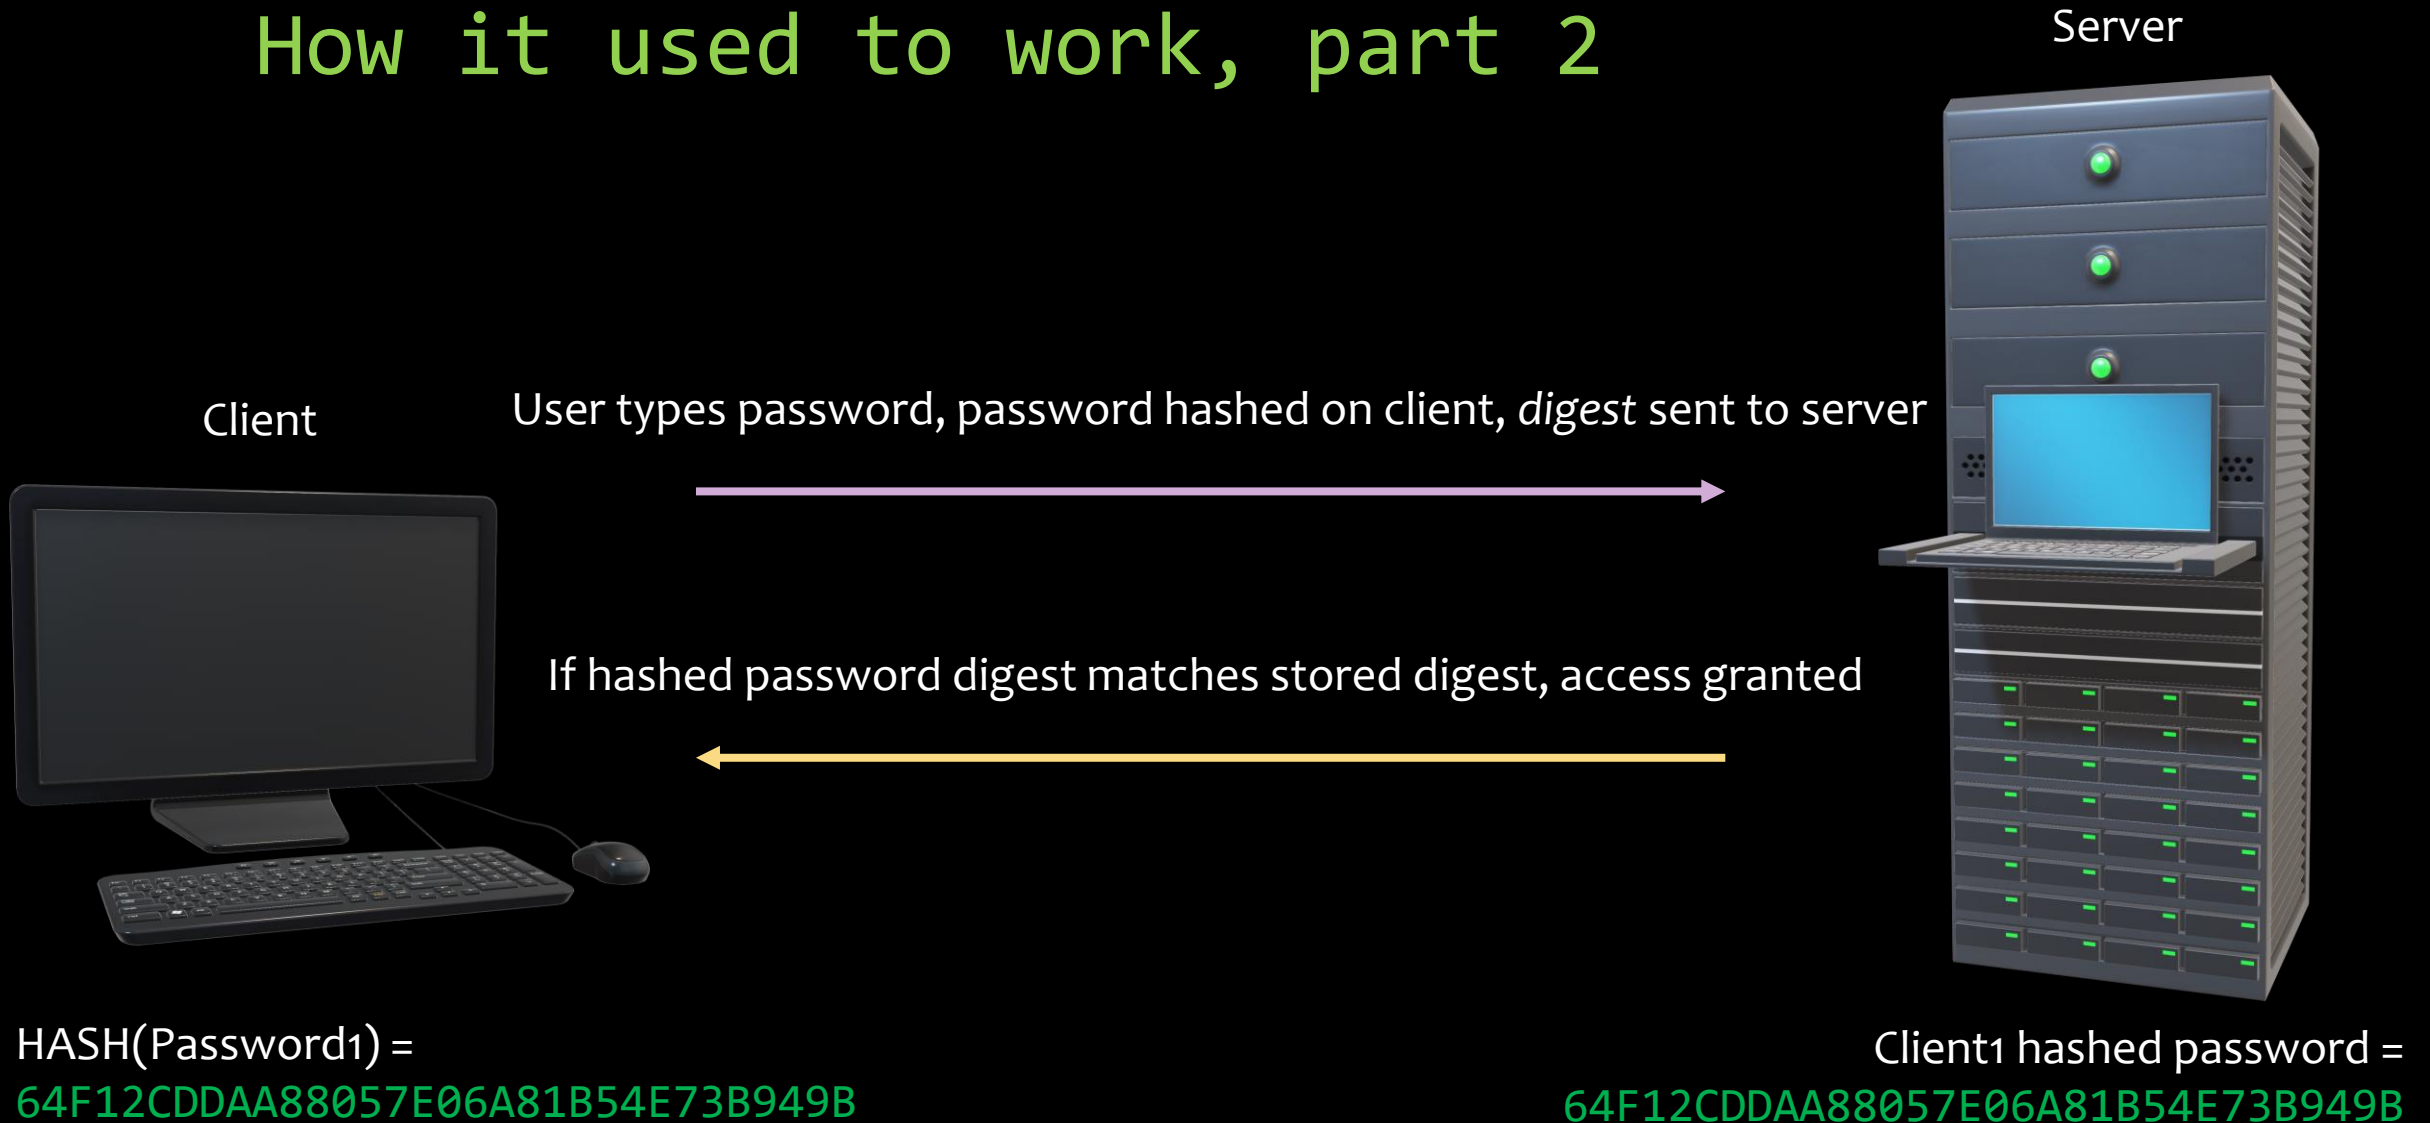 How it used to work, part 2
Server
Client
User types password, password hashed on client, digest sent to server
If hashed password digest matches stored digest, access granted
HASH(Password1) =
64F12CDDAA88057E06A81B54E73B949B
Client1 hashed password =
64F12CDDAA88057E06A81B54E73B949B